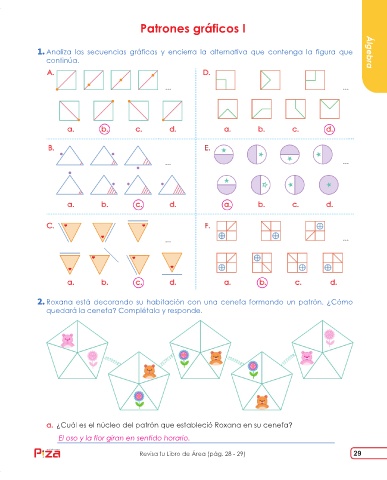 Patrones gráficos I
Álgebra
1. Analiza las secuencias gráficas y encierra la alternativa que contenga la figura que
continúa.
A.
...
D.
...
a. b. c. d.
a. b. c. d.
B.
...
E.
...
a. b. c. d.
a. b. c. d.
C.
...
F.
...
a. b. c. d.
a. b. c. d.
2. Roxana está decorando su habitación con una cenefa formando un patrón. ¿Cómo
quedará la cenefa? Complétala y responde.
a. ¿Cuál es el núcleo del patrón que estableció Roxana en su cenefa?
El oso y la flor giran en sentido horario.
Pizza
Revisa tu Libro de Área (pág. 28 - 29)
29